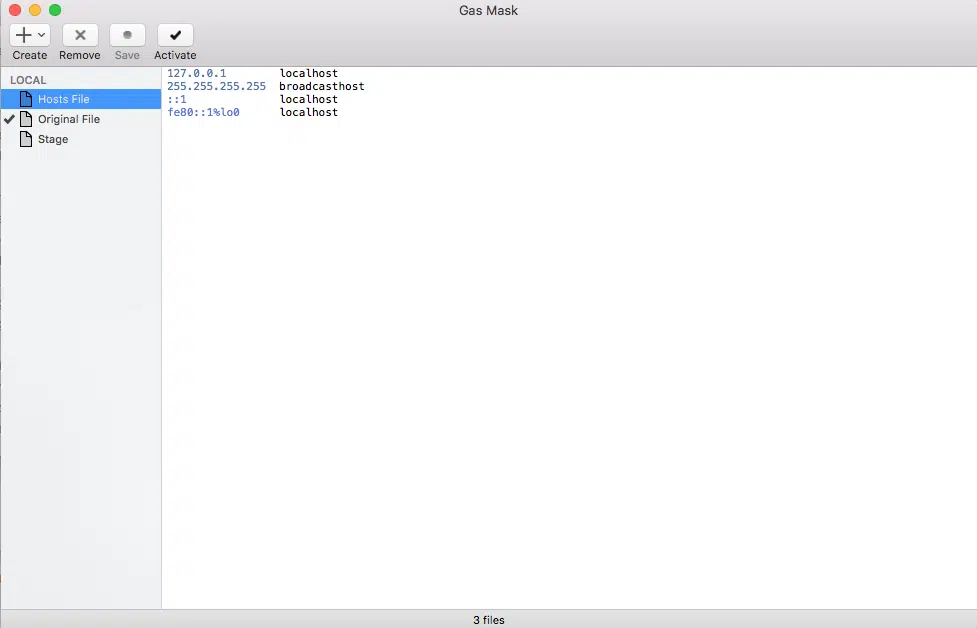 Gas Mask
Create Remove Save Activate
LOCAL
Hosts File
Original File
Stage
127.0.0.1 localhost
255.255.255.255 broadcasthost
::1 localhost
fe80::1%lo0 localhost
3 files